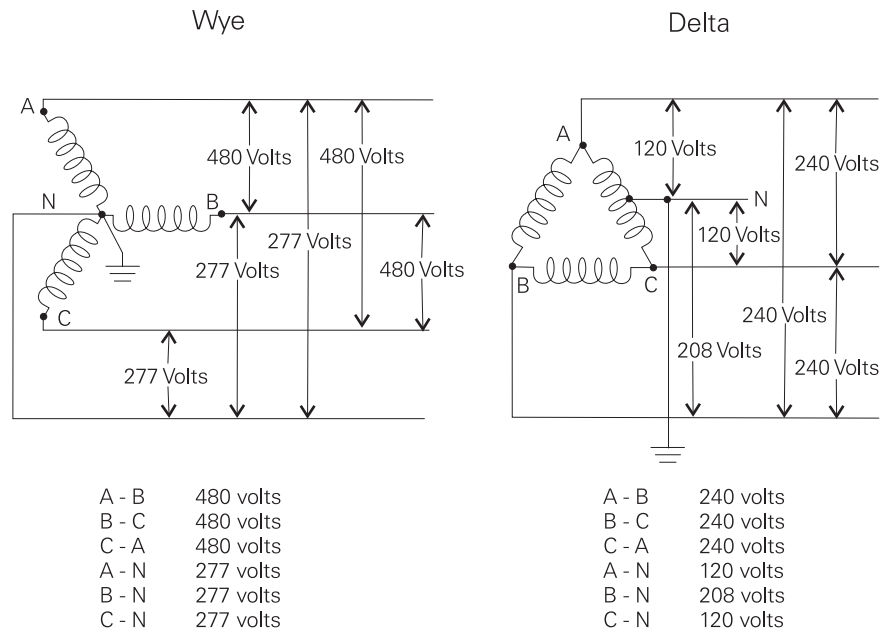 Wye
Delta
A
480 Volts
480 Volts
N
B
277 Volts
277 Volts
480 Volts
C
277 Volts
A
120 Volts
240 Volts
N
120 Volts
B
C
240 Volts
208 Volts
240 Volts
A - B 480 volts
B - C 480 volts
C - A 480 volts
A - N 277 volts
B - N 277 volts
C - N 277 volts
A - B 240 volts
B - C 240 volts
C - A 240 volts
A - N 120 volts
B - N 208 volts
C - N 120 volts